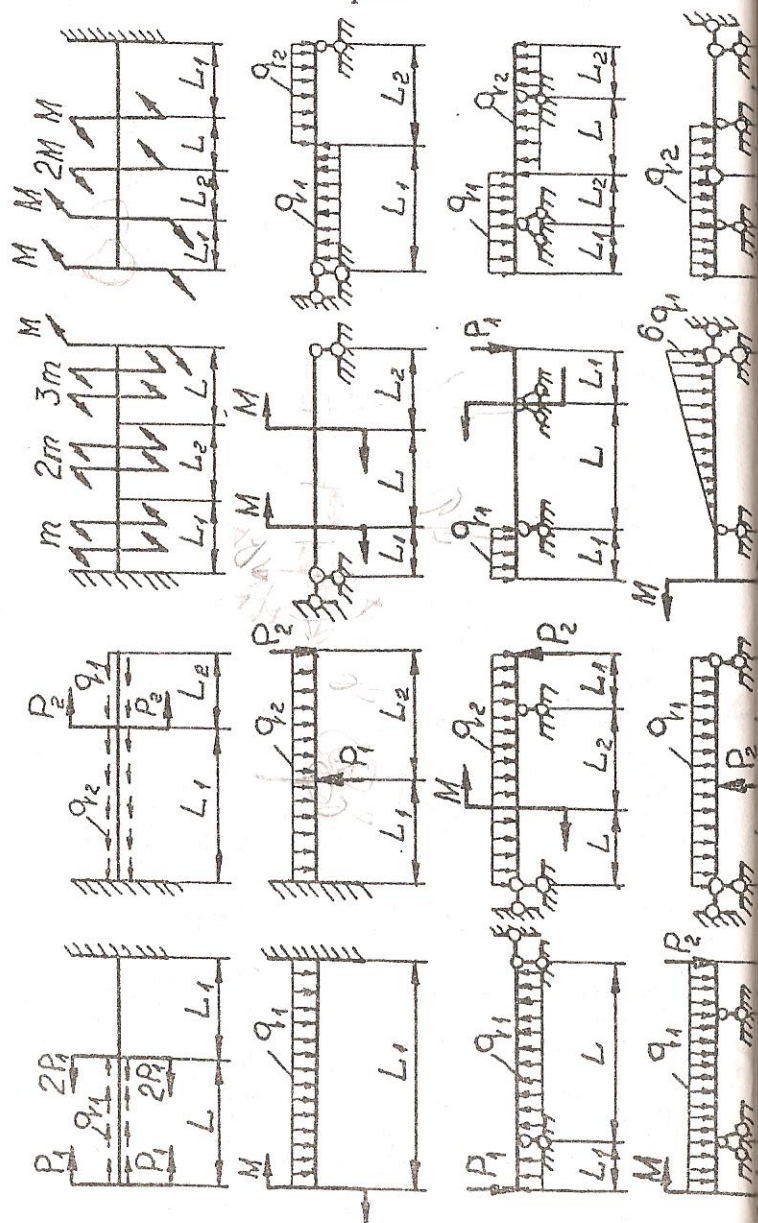 P₁ 2P₁
q₁
P₁ 2P₁
L L₁
P₂
q₂ q₁
P₂
L₁ L₂
m 2m 3m M
L₁ L₂ L
M M 2M M
L₁ L₂ L L₁
M q₁
L₁
q₂ P₂
P₁
L₁ L₂
M M
L₁ L L₂
q₁ q₂
L₁ L₂
P₁ q₁
L₁ L
M q₂
P₂
L L₂ L₁
q₁ P₁
L₁ L L₁
q₁ q₂
L₁ L₂ L L₂
M q₁ P₂
q₁
P₂
M 6q₁
q₂